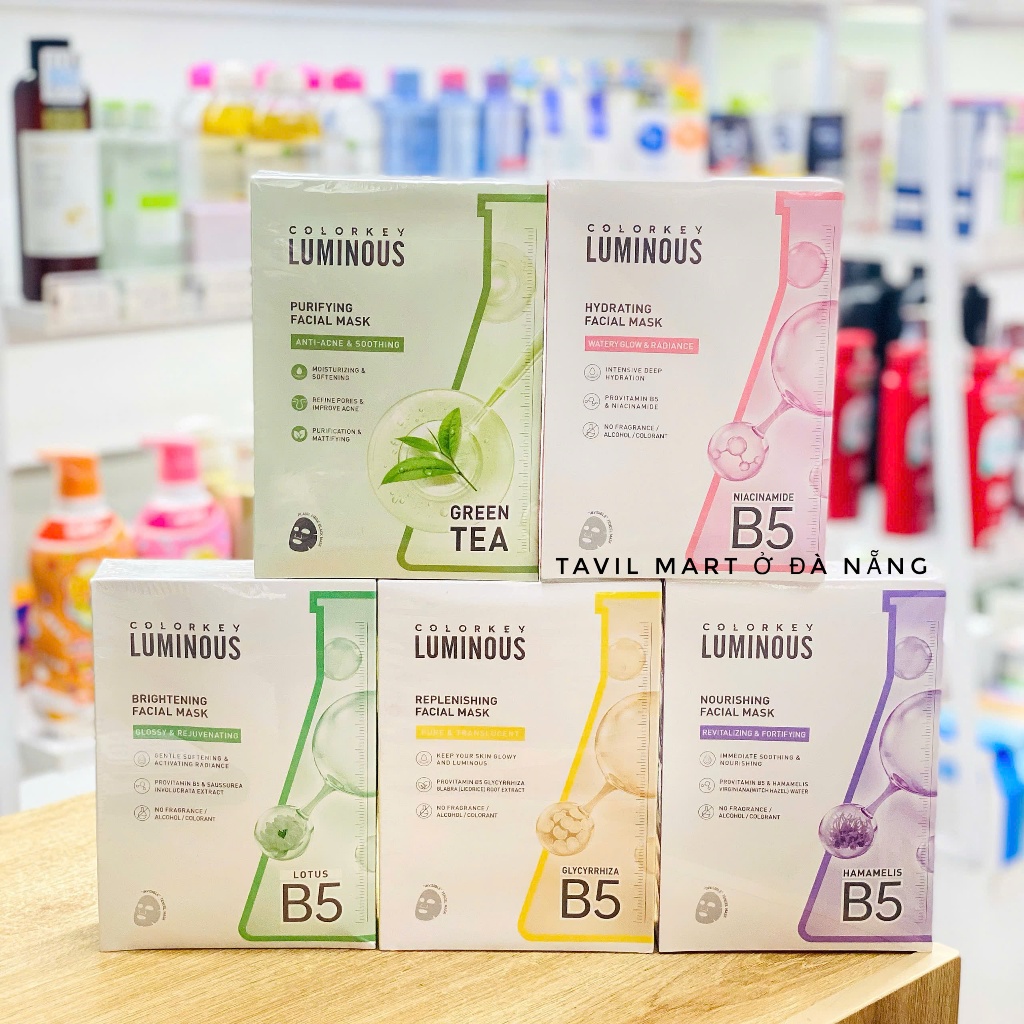 COLORKEY
LUMINOUS
PURIFYING
FACIAL MASK
ANTI-ACNE & SOOTHING
MOISTURIZING &
SOFTENING
REFINE PORES &
IMPROVE ACNE
PURIFICATION &
MATTIFYING
GREEN
TEA
COLORKEY
LUMINOUS
HYDRATING
FACIAL MASK
WATERY GLOW & RADIANCE
INTENSIVE DEEP
HYDRATION
PROVITAMIN B5
& NIACINAMIDE
NO FRAGRANCE /
ALCOHOL / COLORANT
NIACINAMIDE
B5
TAVIL MART Ở ĐÀ NẴNG
COLORKEY
LUMINOUS
BRIGHTENING
FACIAL MASK
GLOSSY & REJUVENATING
GENTLE SOFTENING &
ACTIVATING RADIANCE
PROVITAMIN B5 & SAUSSUREA
INVOLUCRATA EXTRACT
NO FRAGRANCE /
ALCOHOL / COLORANT
LOTUS
B5
COLORKEY
LUMINOUS
REPLENISHING
FACIAL MASK
PURE & TRANSLUCENT
KEEP YOUR SKIN GLOWY
AND LUMINOUS
PROVITAMIN B5 GLYCYRRHIZA
GLABRA (LICORICE) ROOT EXTRACT
NO FRAGRANCE /
ALCOHOL / COLORANT
GLYCYRRHIZA
B5
COLORKEY
LUMINOUS
NOURISHING
FACIAL MASK
REVITALIZING & FORTIFYING
IMMEDIATE SOOTHING &
NOURISHING
PROVITAMIN B5 & HAMAMELIS
VIRGINIANA(WITCH HAZEL) WATER
NO FRAGRANCE /
ALCOHOL / COLORANT
HAMAMELIS
B5